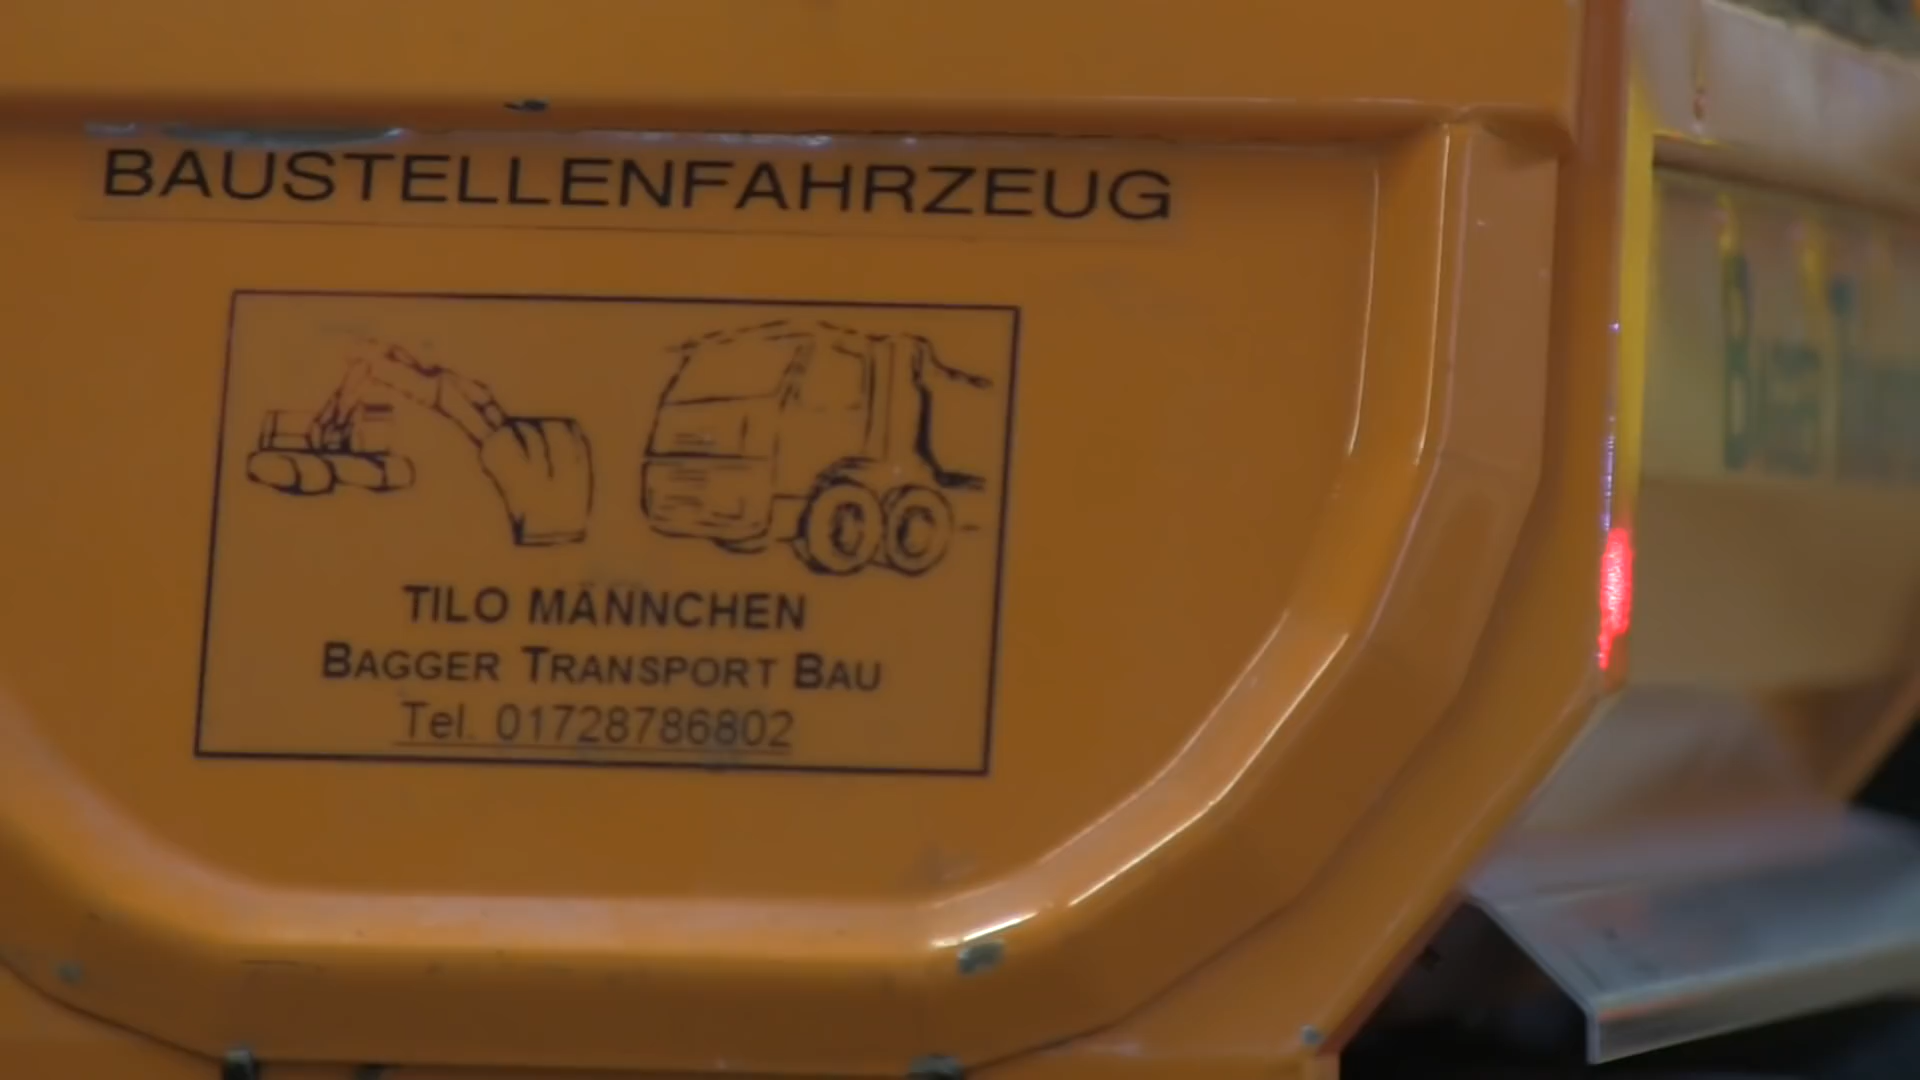 BAUSTELLENFAHRZEUG
TILO MÄNNCHEN
BAGGER TRANSPORT BAU
Tel. 01728786802